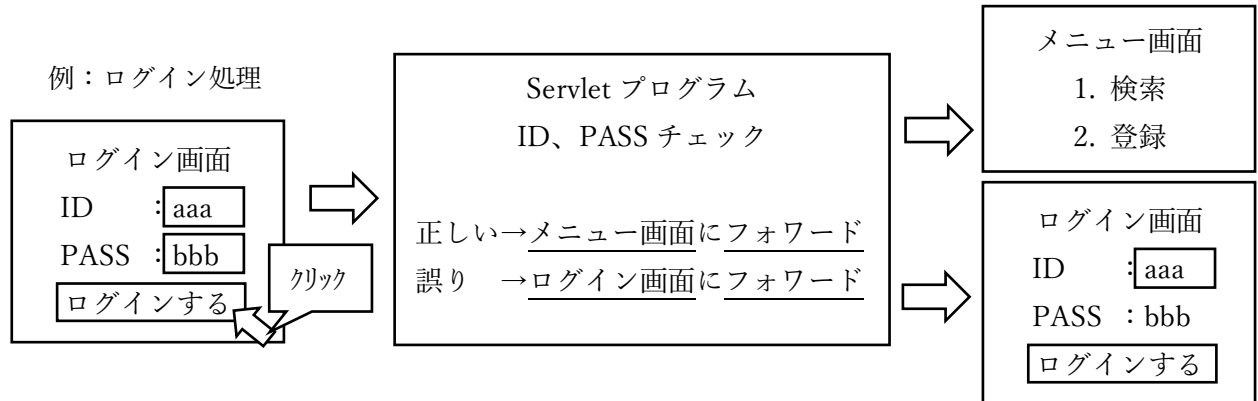 例：ログイン処理
ログイン画面
ID　　：aaa
PASS ：bbb
ログインする
クリック
Servlet プログラム
ID、PASS チェック
正しい→メニュー画面にフォワード
誤り　→ログイン画面にフォワード
メニュー画面
1. 検索
2. 登録
ログイン画面
ID　　：aaa
PASS ：bbb
ログインする